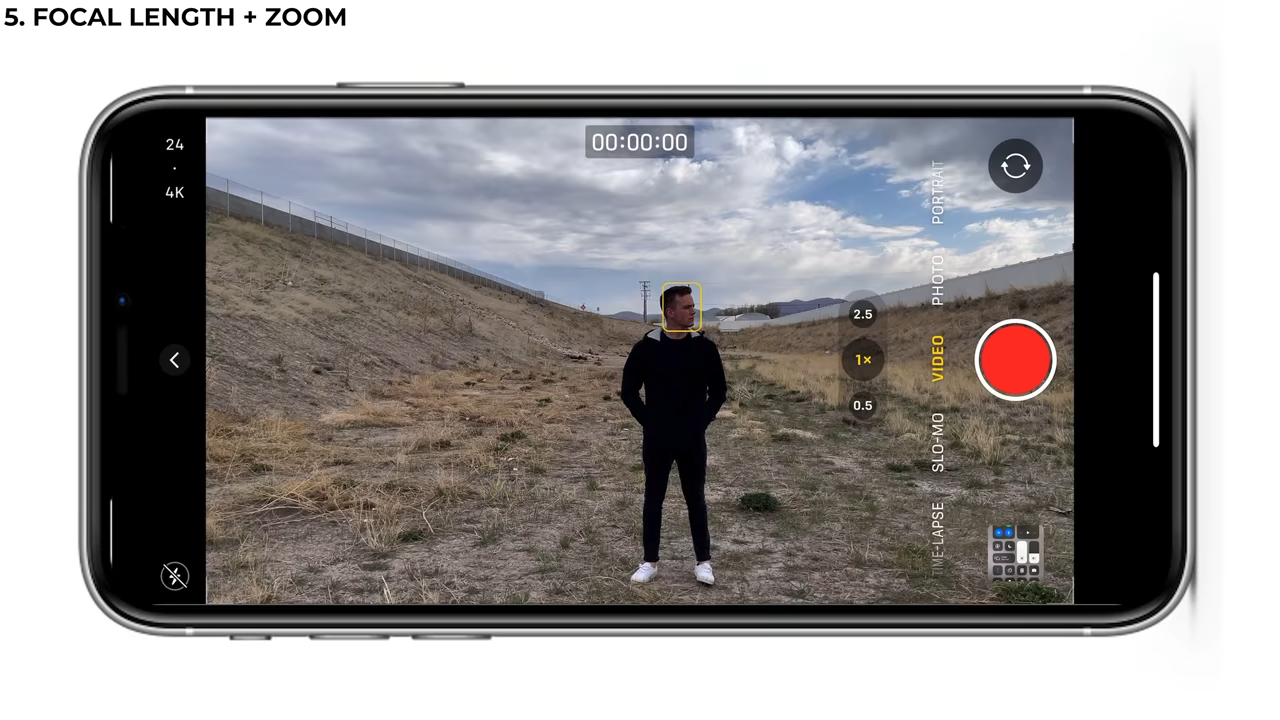 5. FOCAL LENGTH + ZOOM
24
·
4K
00:00:00
PORTRAIT
PHOTO
VIDEO
SLO-MO
TIME-LAPSE
2.5
1×
0.5